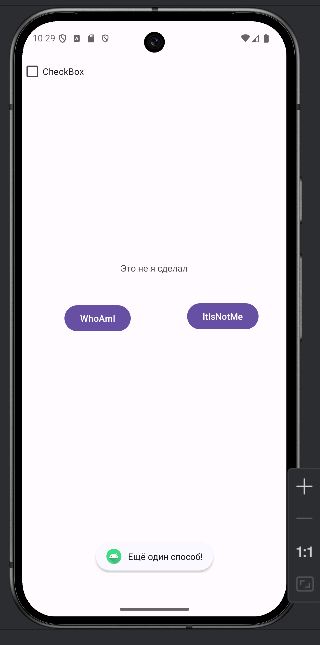 10:29
CheckBox
Это не я сделал
WhoAmI
ItIsNotMe
Ещё один способ!
1:1